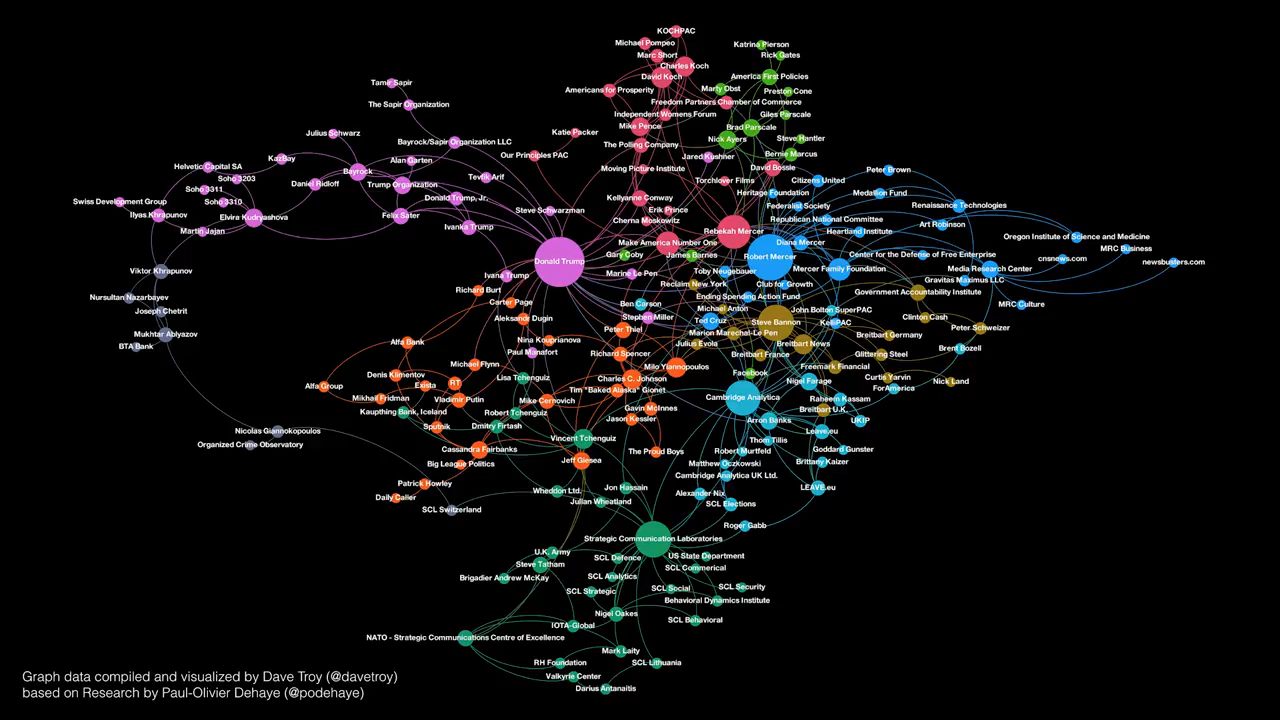 KOCHPAC
Michael Pompeo
Katrina Pierson
Marc Short
Rick Gates
Charles Koch
David Koch
America First Policies
Tamir Sapir
Americans for Prosperity
Marty Obst
Preston Cone
The Sapir Organization
Freedom Partners Chamber of Commerce
Independent Womens Forum
Giles Parscale
Mike Pence
Brad Parscale
Julius Schwarz
Katie Packer
Nick Ayers
Steve Hantler
Bayrock/Sapir Organization LLC
The Polling Company
Our Principles PAC
Jared Kushner
Bernie Marcus
KazBay
Alan Garten
Helvetic Capital SA
Bayrock
Moving Picture Institute
David Bossie
Peter Brown
Soho 3203
Tevfik Arif
Torchlover Films
Citizens United
Soho 3311
Daniel Ridloff
Trump Organization
Heritage Foundation
Medallion Fund
Swiss Development Group
Soho 3310
Donald Trump, Jr.
Kellyanne Conway
Federalist Society
Renaissance Technologies
Ilyas Khrapunov
Elvira Kudryashova
Felix Sater
Steve Schwarzman
Erik Prince
Cherna Moskowitz
Republican National Committee
Art Robinson
Martin Jajan
Ivanka Trump
Rebekah Mercer
Heartland Institute
Make America Number One
Diana Mercer
Oregon Institute of Science and Medicine
Gary Coby
James Barnes
Robert Mercer
Center for the Defense of Free Enterprise
MRC Business
Donald Trump
cnsnews.com
newsbusters.com
Viktor Khrapunov
Ivana Trump
Marine Le Pen
Toby Neugebauer
Mercer Family Foundation
Media Research Center
Reclaim New York
Club for Growth
Gravitas Maximus LLC
Richard Burt
Government Accountability Institute
Nursultan Nazarbayev
Carter Page
Ben Carson
Ending Spending Action Fund
MRC Culture
Joseph Chetrit
Michael Anton
John Bolton SuperPAC
Aleksandr Dugin
Stephen Miller
Ted Cruz
Steve Bannon
KelliPAC
Clinton Cash
Peter Thiel
Marion Marechal-Le Pen
Peter Schweizer
Mukhtar Ablyazov
Alfa Bank
Nina Kouprianova
Julius Evola
Breitbart News
Breitbart Germany
BTA Bank
Paul Manafort
Richard Spencer
Breitbart France
Glittering Steel
Brent Bozell
Michael Flynn
Milo Yiannopoulos
Freemark Financial
Denis Klimentov
Lisa Tchenguiz
Charles C. Johnson
Facebook
Curtis Yarvin
Alfa Group
Exista
RT
Tim "Baked Alaska" Gionet
Nigel Farage
ForAmerica
Nick Land
Mikhail Fridman
Vladimir Putin
Mike Cernovich
Cambridge Analytica
Raheem Kassam
Kaupthing Bank, Iceland
Robert Tchenguiz
Gavin McInnes
Breitbart U.K.
Sputnik
Dmitry Firtash
Jason Kessler
Arron Banks
UKIP
Nicolas Giannokopoulos
Vincent Tchenguiz
Leave.eu
Organized Crime Observatory
Thom Tillis
Cassandra Fairbanks
The Proud Boys
Robert Murtfeld
Goddard Gunster
Big League Politics
Jeff Giesea
Matthew Oczkowski
Brittany Kaizer
Cambridge Analytica UK Ltd.
Patrick Howley
Wheddon Ltd.
Jon Hassain
Alexander Nix
LEAVE.eu
Daily Caller
Julian Wheatland
SCL Elections
SCL Switzerland
Roger Gabb
Strategic Communication Laboratories
U.K. Army
SCL Defence
US State Department
Steve Tatham
SCL Commerical
Brigadier Andrew McKay
SCL Analytics
SCL Strategic
SCL Social
SCL Security
Behavioral Dynamics Institute
Nigel Oakes
SCL Behavioral
IOTA-Global
NATO - Strategic Communications Centre of Excellence
Mark Laity
RH Foundation
SCL Lithuania
Valkyrie Center
Darius Antanaitis
Graph data compiled and visualized by Dave Troy (@davetroy)
based on Research by Paul-Olivier Dehaye (@podehaye)